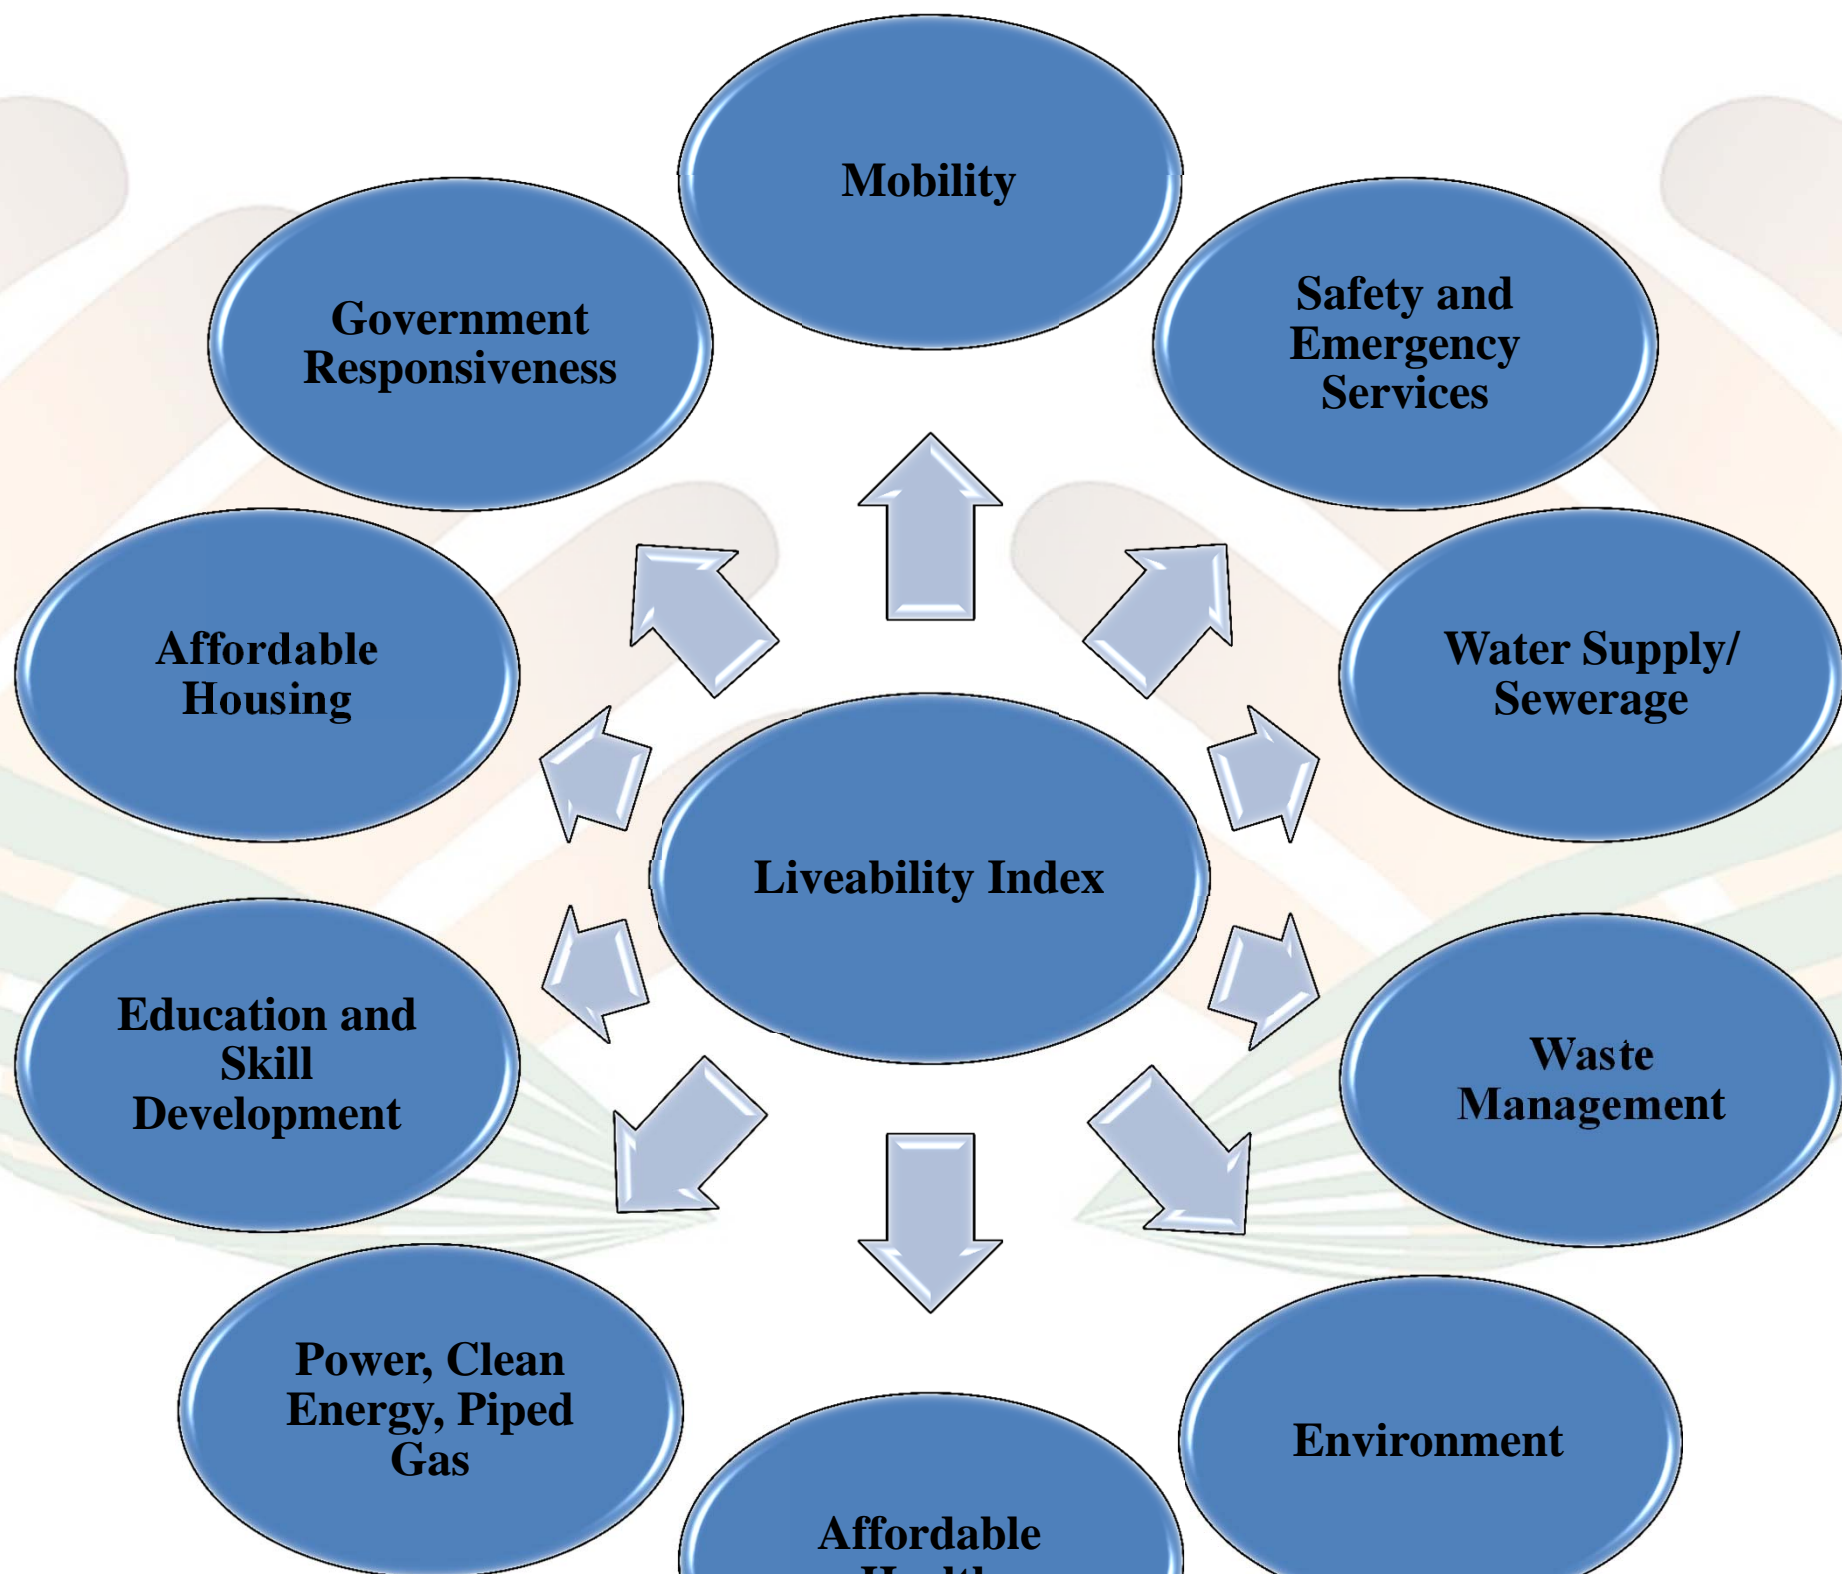 Mobility
Safety and
Emergency
Services
Government
Responsiveness
Water Supply/
Sewerage
Affordable
Housing
Liveability Index
Waste
Management
Education and
Skill
Development
Environment
Power, Clean
Energy, Piped
Gas
Affordable